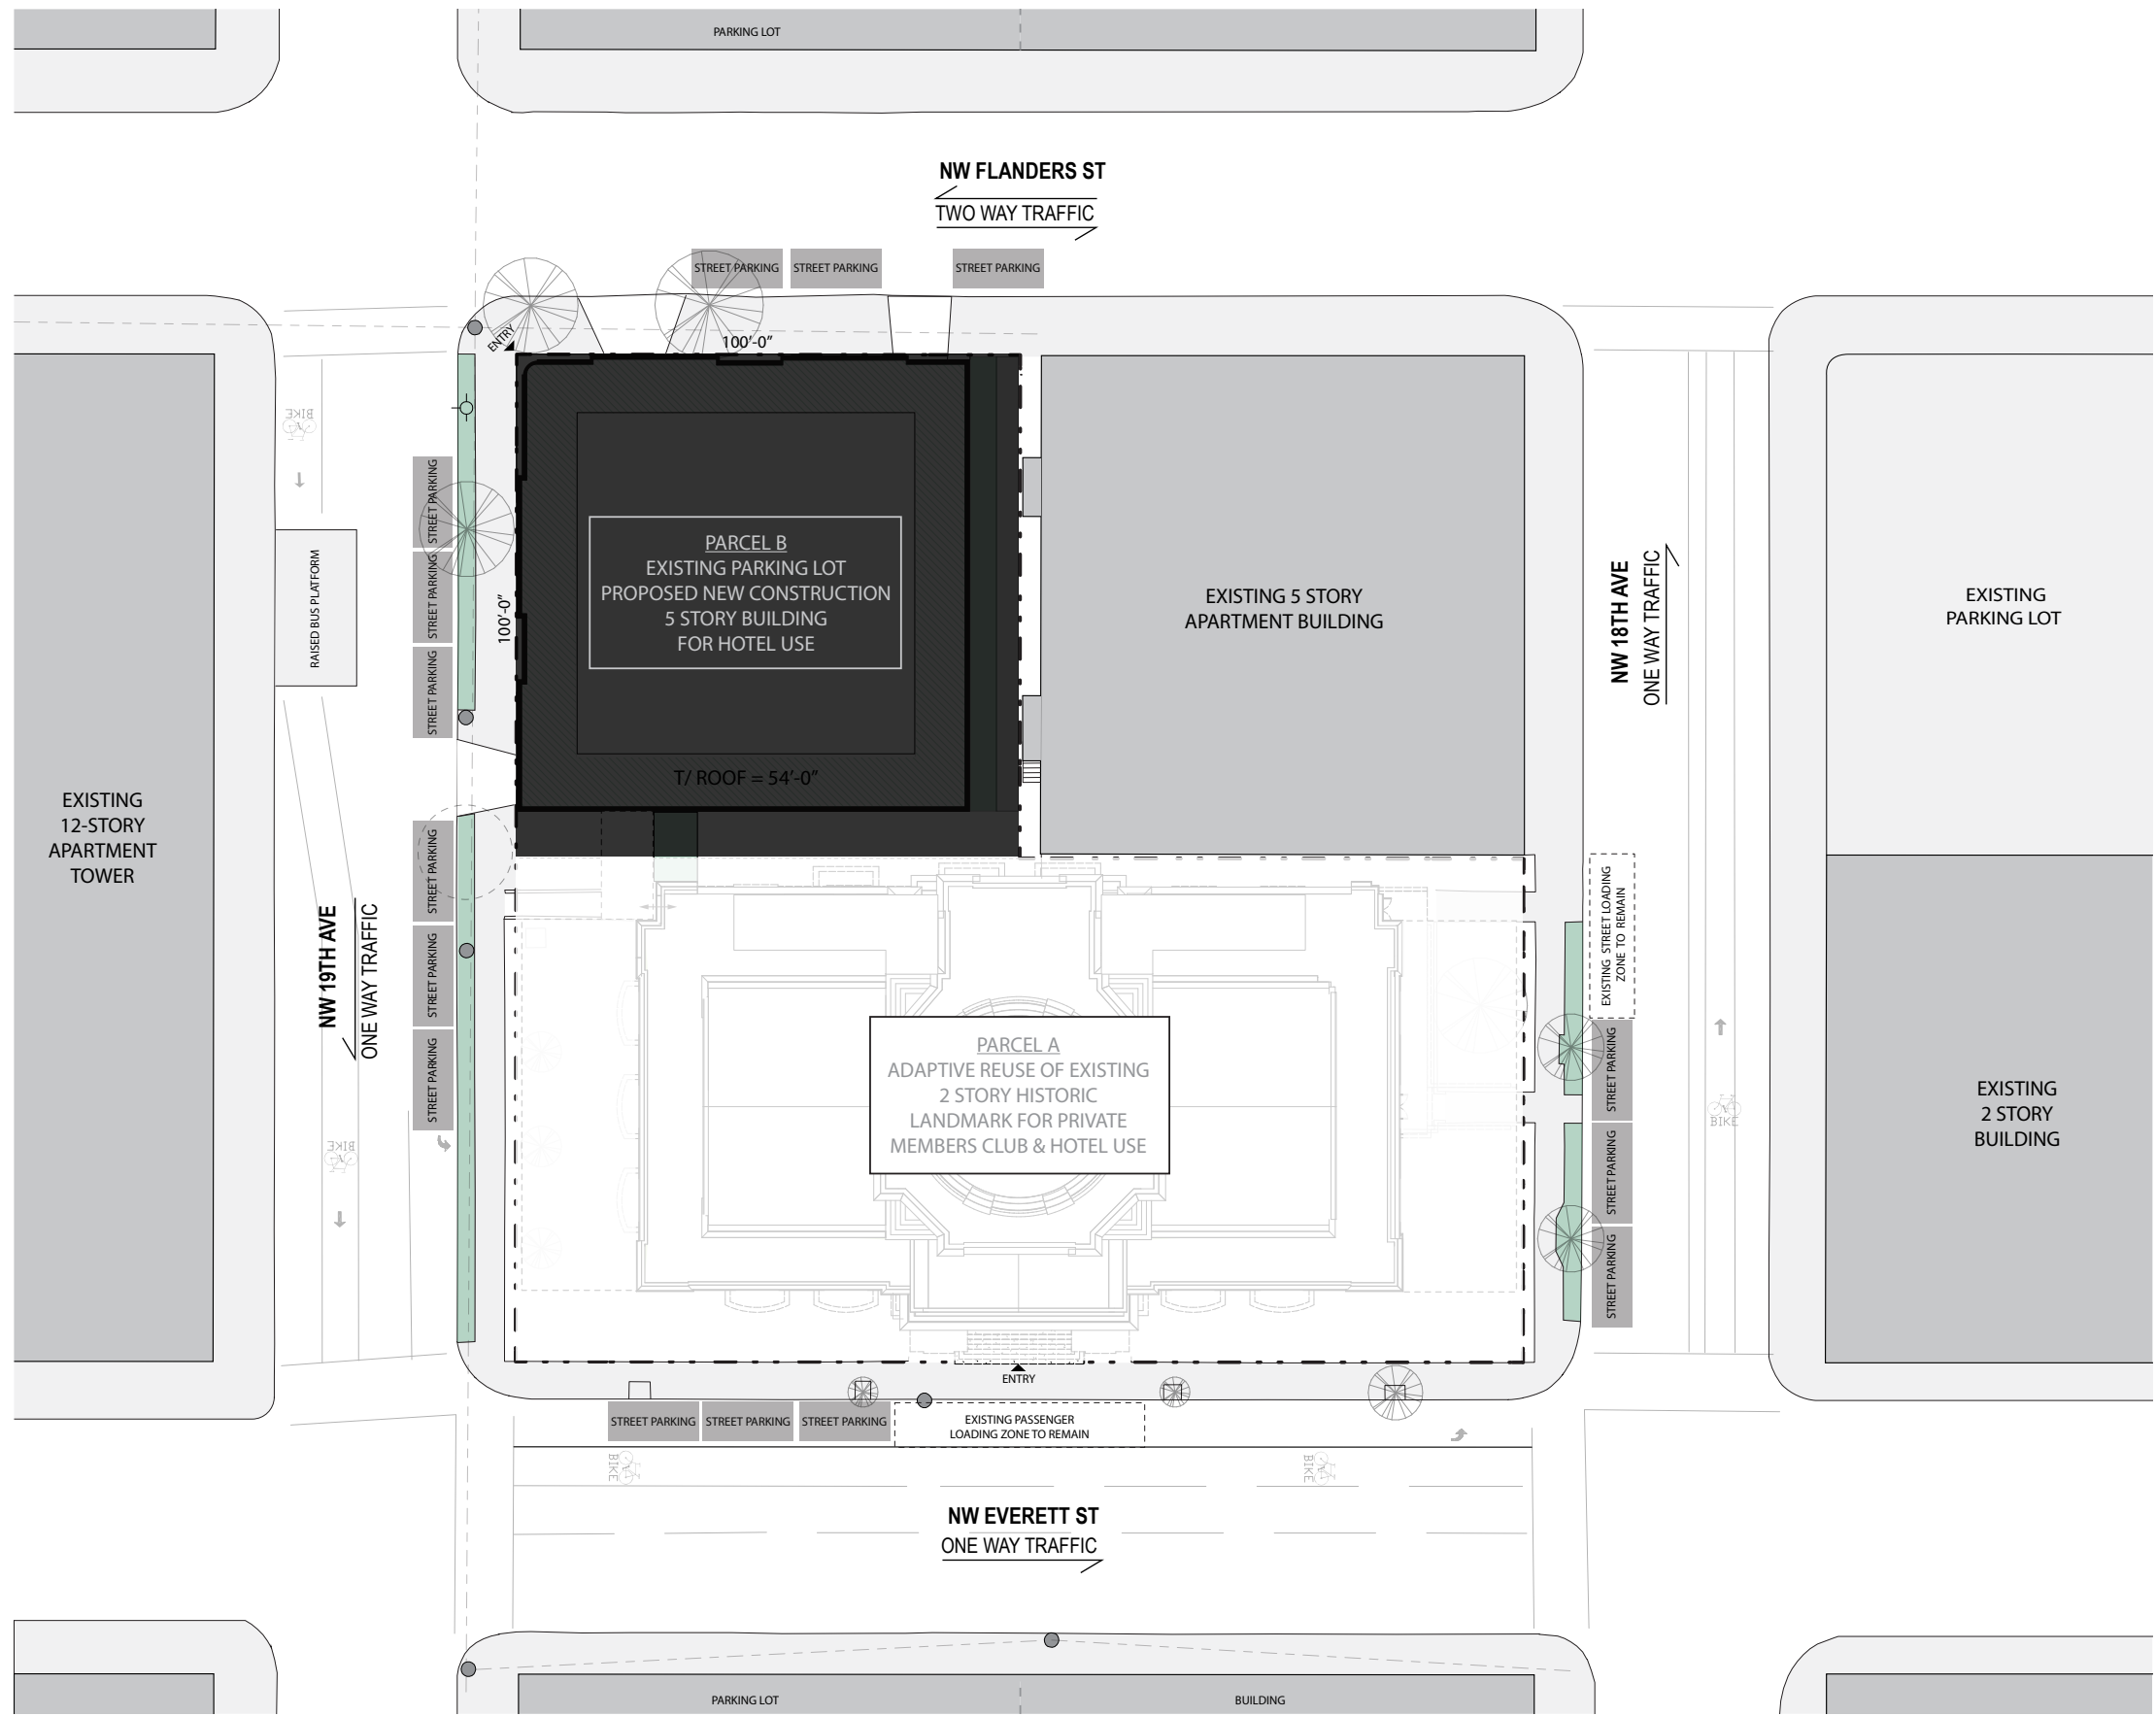 PARKING LOT
NW FLANDERS ST
TWO WAY TRAFFIC
STREET PARKING
STREET PARKING
STREET PARKING
ENTRY
100'-0"
BIKE
STREET PARKING
STREET PARKING
STREET PARKING
RAISED BUS PLATFORM
100'-0"
PARCEL B
EXISTING PARKING LOT
PROPOSED NEW CONSTRUCTION
5 STORY BUILDING
FOR HOTEL USE
T/ ROOF = 54'-0"
EXISTING 5 STORY
APARTMENT BUILDING
NW 18TH AVE
ONE WAY TRAFFIC
EXISTING
PARKING LOT
EXISTING
12-STORY
APARTMENT
TOWER
NW 19TH AVE
ONE WAY TRAFFIC
STREET PARKING
STREET PARKING
STREET PARKING
BIKE
PARCEL A
ADAPTIVE REUSE OF EXISTING
2 STORY HISTORIC
LANDMARK FOR PRIVATE
MEMBERS CLUB & HOTEL USE
EXISTING STREET LOADING
ZONE TO REMAIN
STREET PARKING
STREET PARKING
STREET PARKING
BIKE
EXISTING
2 STORY
BUILDING
ENTRY
STREET PARKING
STREET PARKING
STREET PARKING
EXISTING PASSENGER
LOADING ZONE TO REMAIN
BIKE
BIKE
NW EVERETT ST
ONE WAY TRAFFIC
PARKING LOT
BUILDING